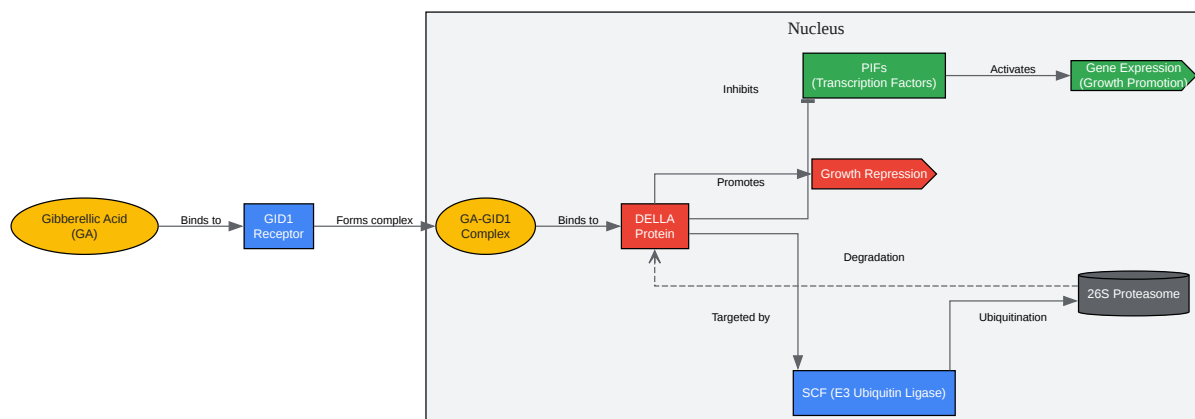 Nucleus
PIFs
(Transcription Factors)
Activates
Gene Expression
(Growth Promotion)
Inhibits
Growth Repression
Promotes
Gibberellic Acid
(GA)
Binds to
GID1
Receptor
Forms complex
GA-GID1
Complex
Binds to
DELLA
Protein
Degradation
26S Proteasome
Targeted by
Ubiquitination
SCF (E3 Ubiquitin Ligase)